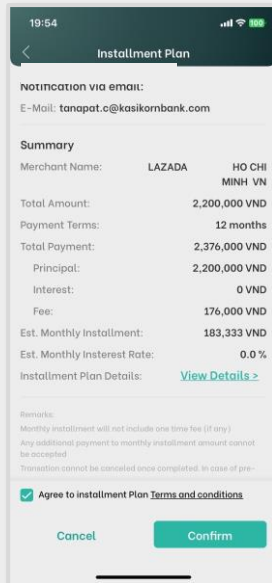 19:54
100
Installment Plan
Notification via email:
E-Mail: tanapat.c@kasikornbank.com
Summary
Merchant Name: LAZADA HO CHI
MINH VN
Total Amount: 2,200,000 VND
Payment Terms: 12 months
Total Payment: 2,376,000 VND
Principal: 2,200,000 VND
Interest: 0 VND
Fee: 176,000 VND
Est. Monthly Installment: 183,333 VND
Est. Monthly Insterest Rate: 0.0 %
Installment Plan Details: View Details >
Remarks:
Monthly installment will not include one time fee (if any)
Any additional payment to monthly installment amount cannot
be accepted
Transation cannot be canceled once completed. In case of pre-
Agree to installment Plan Terms and conditions
Cancel Confirm